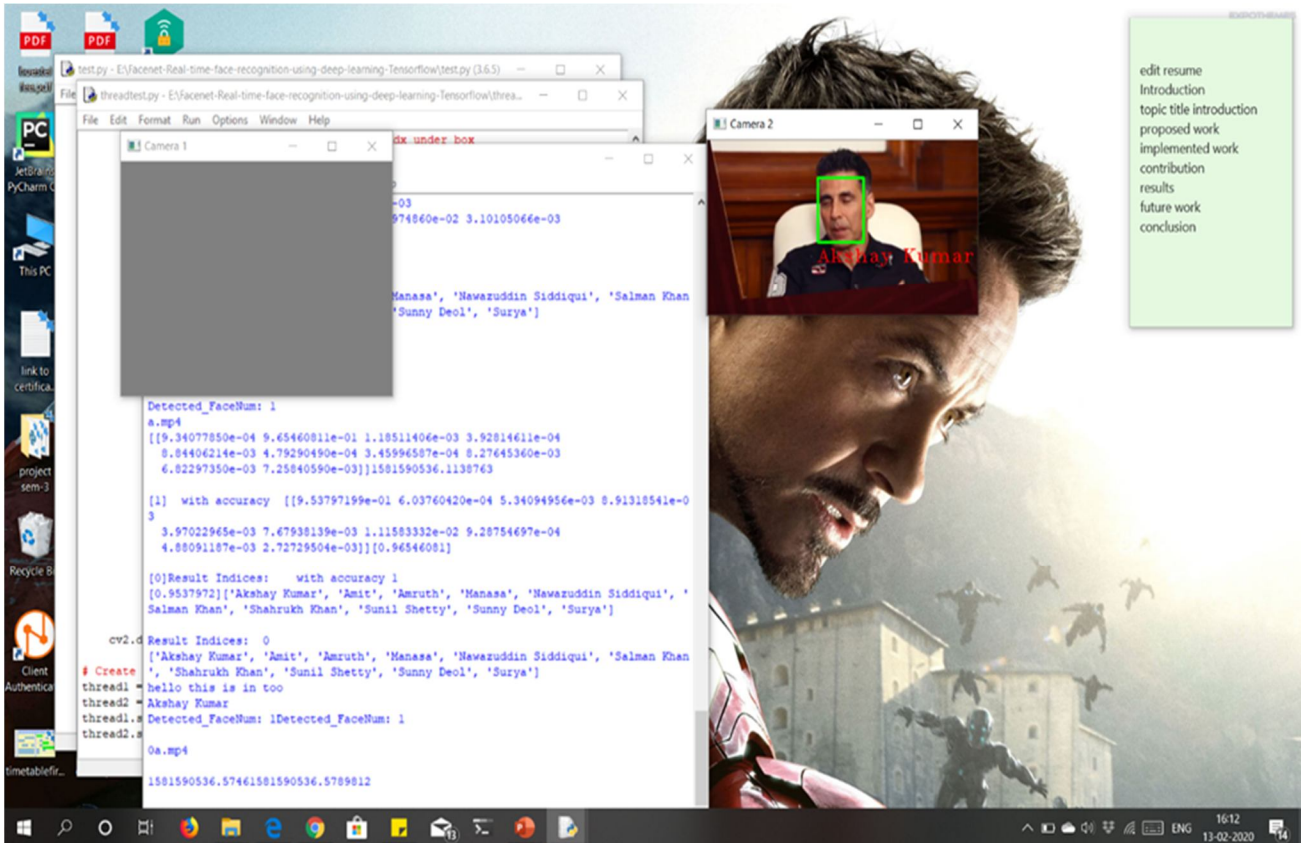 PDF
PDF
EXPOTHEMES
test.py - E:\Facenet-Real-time-face-recognition-using-deep-learning-Tensorflow\test.py (3.6.5)
File
threadtest.py - E:\Facenet-Real-time-face-recognition-using-deep-learning-Tensorflow\threa...
File Edit Format Run Options Window Help
dx under box
Camera 1
Camera 2
Akshay Kumar
edit resume
Introduction
topic title introduction
proposed work
implemented work
contribution
results
future work
conclusion
PC
JetBrains
PyCharm C
This PC
link to
certifica...
project
sem-3
Recycle Bi
Client
Authentica
timetablefir...
-03
974860e-02 3.10105066e-03
Manasa', 'Nawazuddin Siddiqui', 'Salman Khan
'Sunny Deol', 'Surya']
Detected_FaceNum: 1
a.mp4
[[9.34077850e-04 9.65460811e-01 1.18511406e-03 3.92814611e-04
8.84406214e-03 4.79290490e-04 3.45996587e-04 8.27645360e-03
6.82297350e-03 7.25840590e-03]]1581590536.1138763
[1] with accuracy [[9.53797199e-01 6.03760420e-04 5.34094956e-03 8.91318541e-0
3
3.97022965e-03 7.67938139e-03 1.11583332e-02 9.28754697e-04
4.88091187e-03 2.72729504e-03]][0.96546081]
[0]Result Indices: with accuracy 1
[0.9537972]['Akshay Kumar', 'Amit', 'Amruth', 'Manasa', 'Nawazuddin Siddiqui', '
Salman Khan', 'Shahrukh Khan', 'Sunil Shetty', 'Sunny Deol', 'Surya']
Result Indices: 0
['Akshay Kumar', 'Amit', 'Amruth', 'Manasa', 'Nawazuddin Siddiqui', 'Salman Khan
', 'Shahrukh Khan', 'Sunil Shetty', 'Sunny Deol', 'Surya']
hello this is in too
Akshay Kumar
Detected_FaceNum: 1Detected_FaceNum: 1
0a.mp4
1581590536.57461581590536.5789812
cv2.d
# Create
thread1 =
thread2 =
thread1.s
thread2.s
13
ENG
16:12
13-02-2020
14